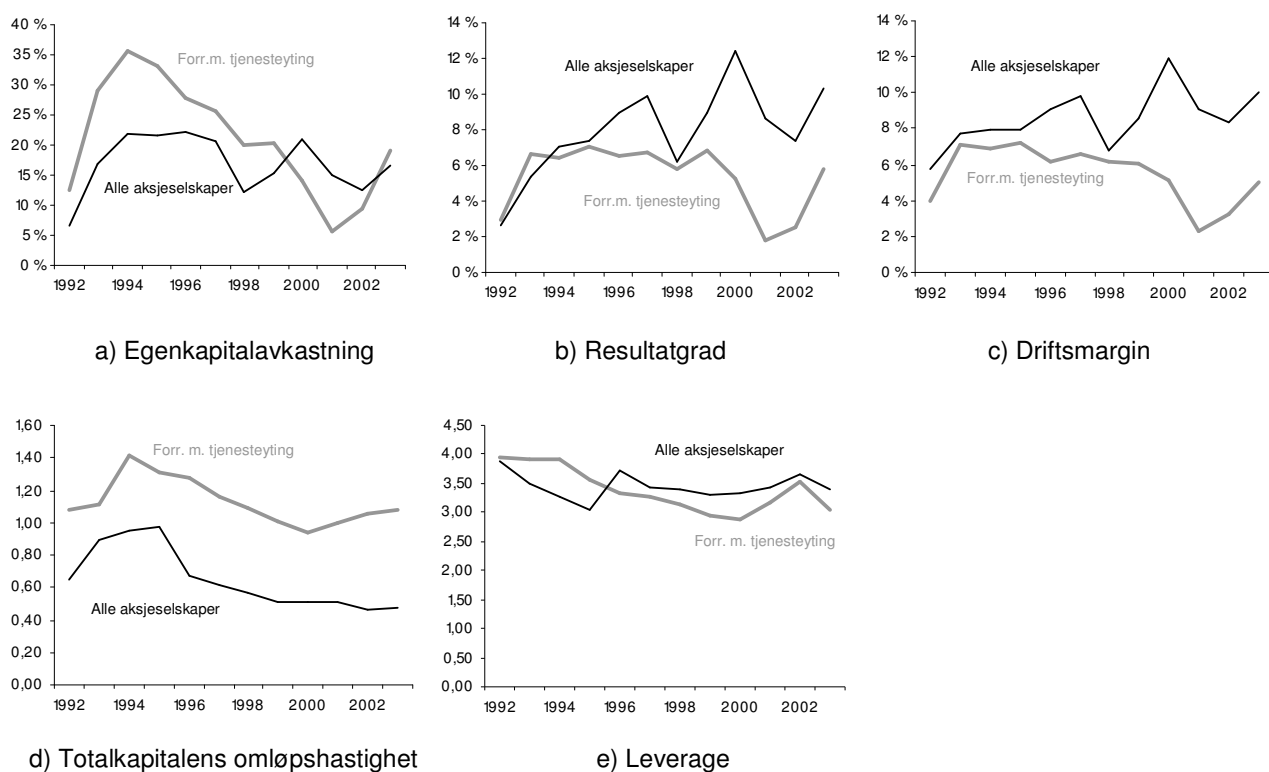 40 %
35 %
30 %
25 %
20 %
15 %
10 %
5 %
0 %
Forr.m. tjenesteyting
Alle aksjeselskaper
1992 1994 1996 1998 2000 2002
a) Egenkapitalavkastning
14 %
12 %
10 %
8 %
6 %
4 %
2 %
0 %
Alle aksjeselskaper
Forr.m. tjenesteyting
1992 1994 1996 1998 2000 2002
b) Resultatgrad
14 %
12 %
10 %
8 %
6 %
4 %
2 %
0 %
Alle aksjeselskaper
Forr.m. tjenesteyting
1992 1994 1996 1998 2000 2002
c) Driftsmargin
1,60
1,40
1,20
1,00
0,80
0,60
0,40
0,20
0,00
Forr. m. tjenesteyting
Alle aksjeselskaper
1992 1994 1996 1998 2000 2002
d) Totalkapitalens omløpshastighet
4,50
4,00
3,50
3,00
2,50
2,00
1,50
1,00
0,50
0,00
Alle aksjeselskaper
Forr. m. tjenesteyting
1992 1994 1996 1998 2000 2002
e) Leverage